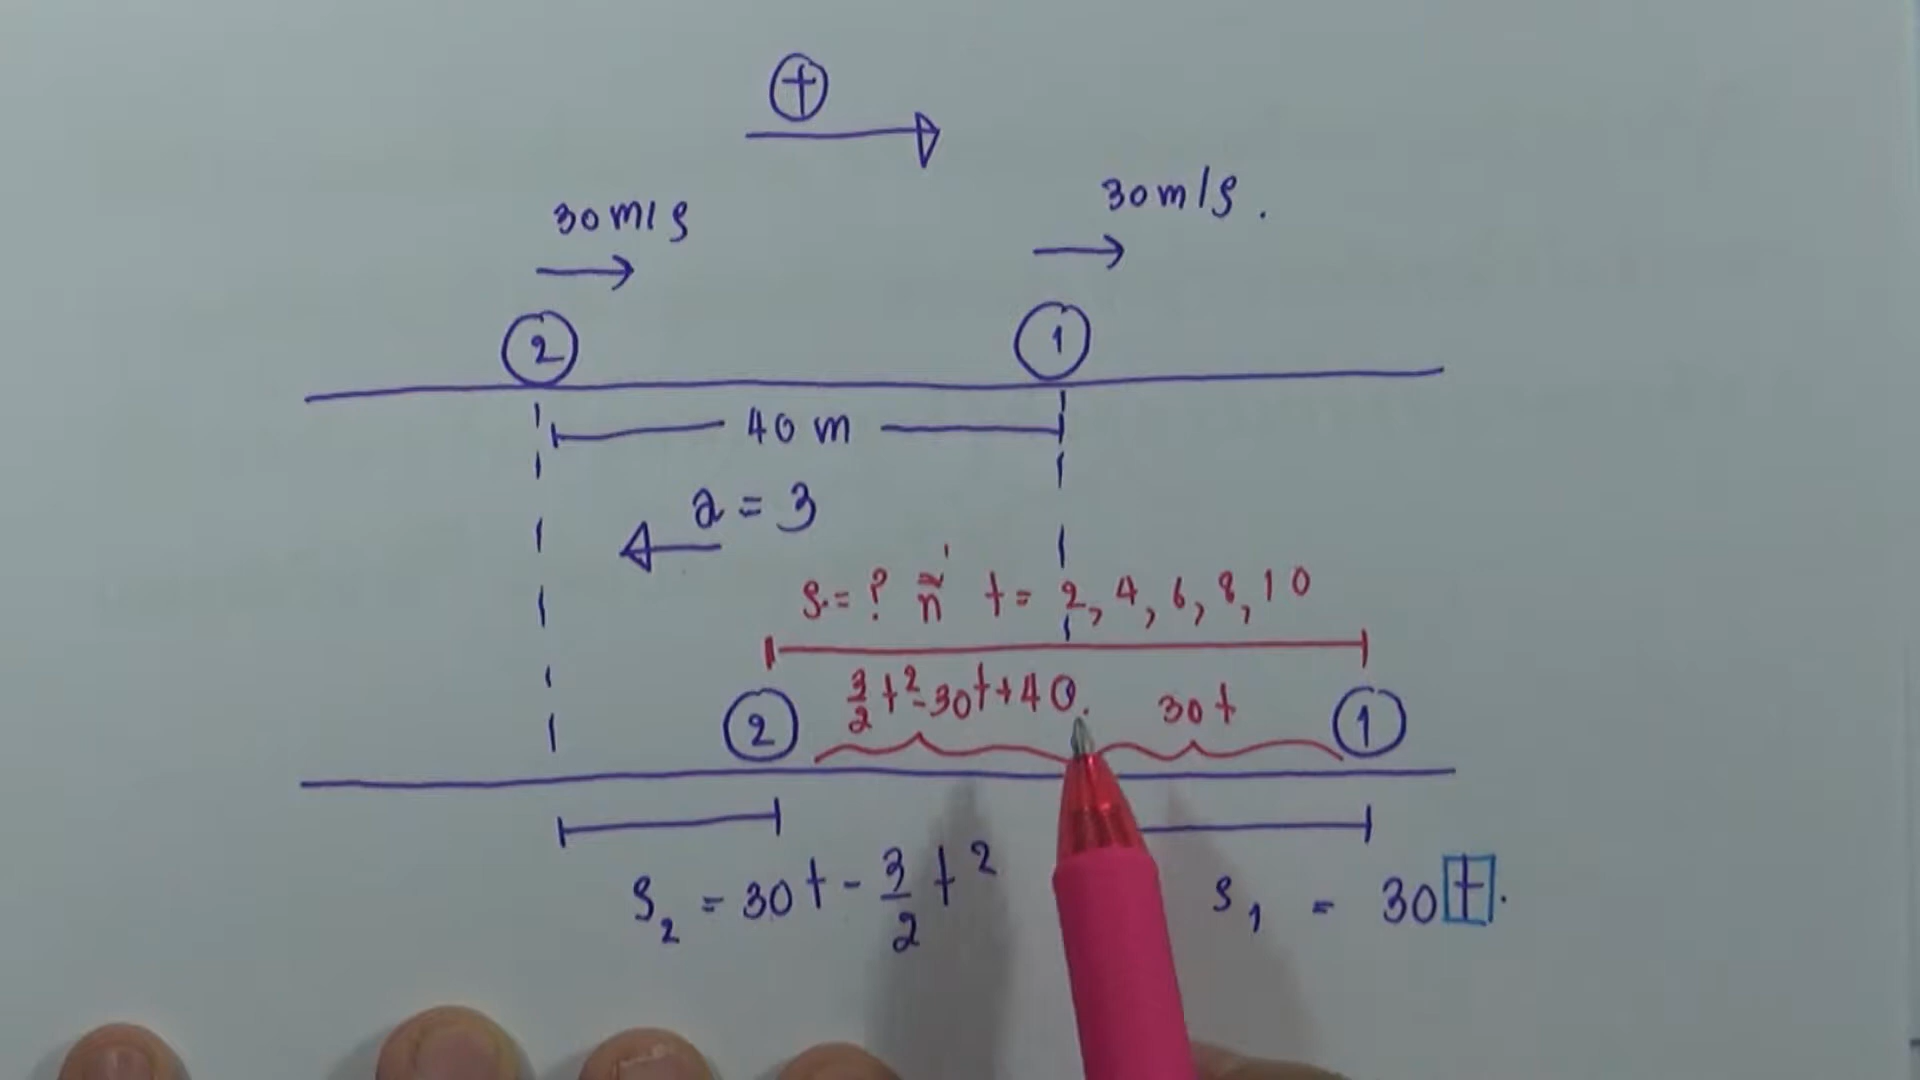 +
30 m/s
30 m/s.
2
1
40 m
a = 3
s = ? ที่ t = 2, 4, 6, 8, 10
2
3/2 t² - 30t + 40.
30t
1
s₂ = 30t - 3/2 t²
s₁ = 30t.